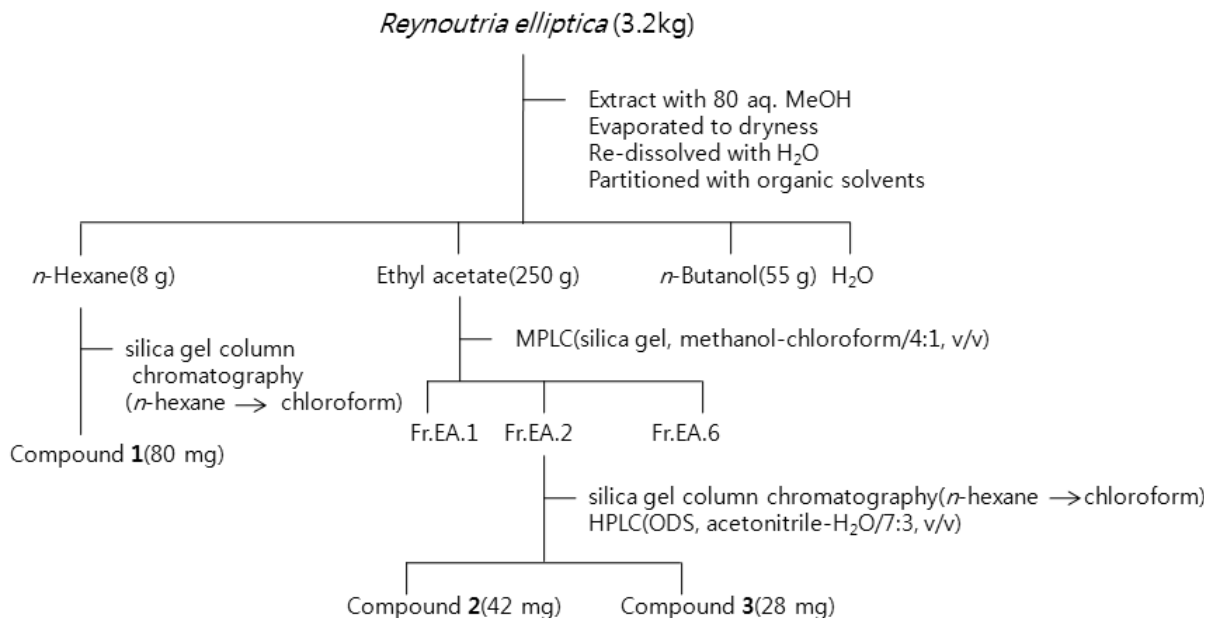 Reynoutria elliptica (3.2kg)
Extract with 80 aq. MeOH
Evaporated to dryness
Re-dissolved with H₂O
Partitioned with organic solvents
n-Hexane(8 g)
Ethyl acetate(250 g)
n-Butanol(55 g)
H₂O
silica gel column
chromatography
(n-hexane → chloroform)
Compound 1(80 mg)
MPLC(silica gel, methanol-chloroform/4:1, v/v)
Fr.EA.1
Fr.EA.2
Fr.EA.6
silica gel column chromatography(n-hexane →chloroform)
HPLC(ODS, acetonitrile-H₂O/7:3, v/v)
Compound 2(42 mg)
Compound 3(28 mg)